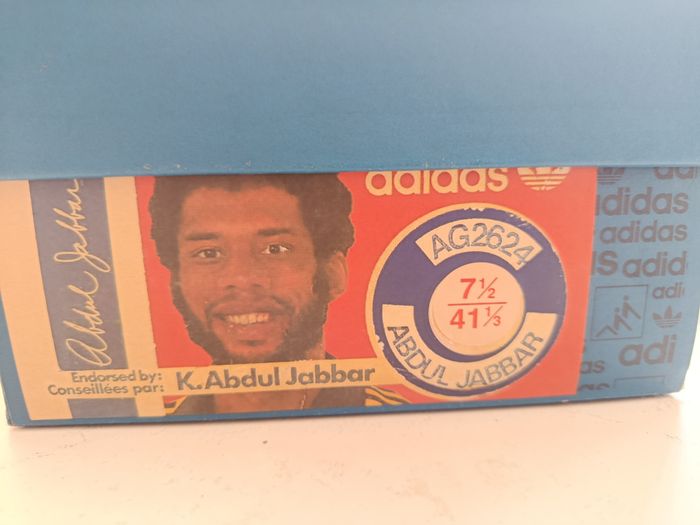 adidas
Abdul Jabbar
AG2624
7½
41⅓
ABDUL JABBAR
Endorsed by:
Conseillées par:
K.Abdul Jabbar
adidas
adidas
adid
adi
adi